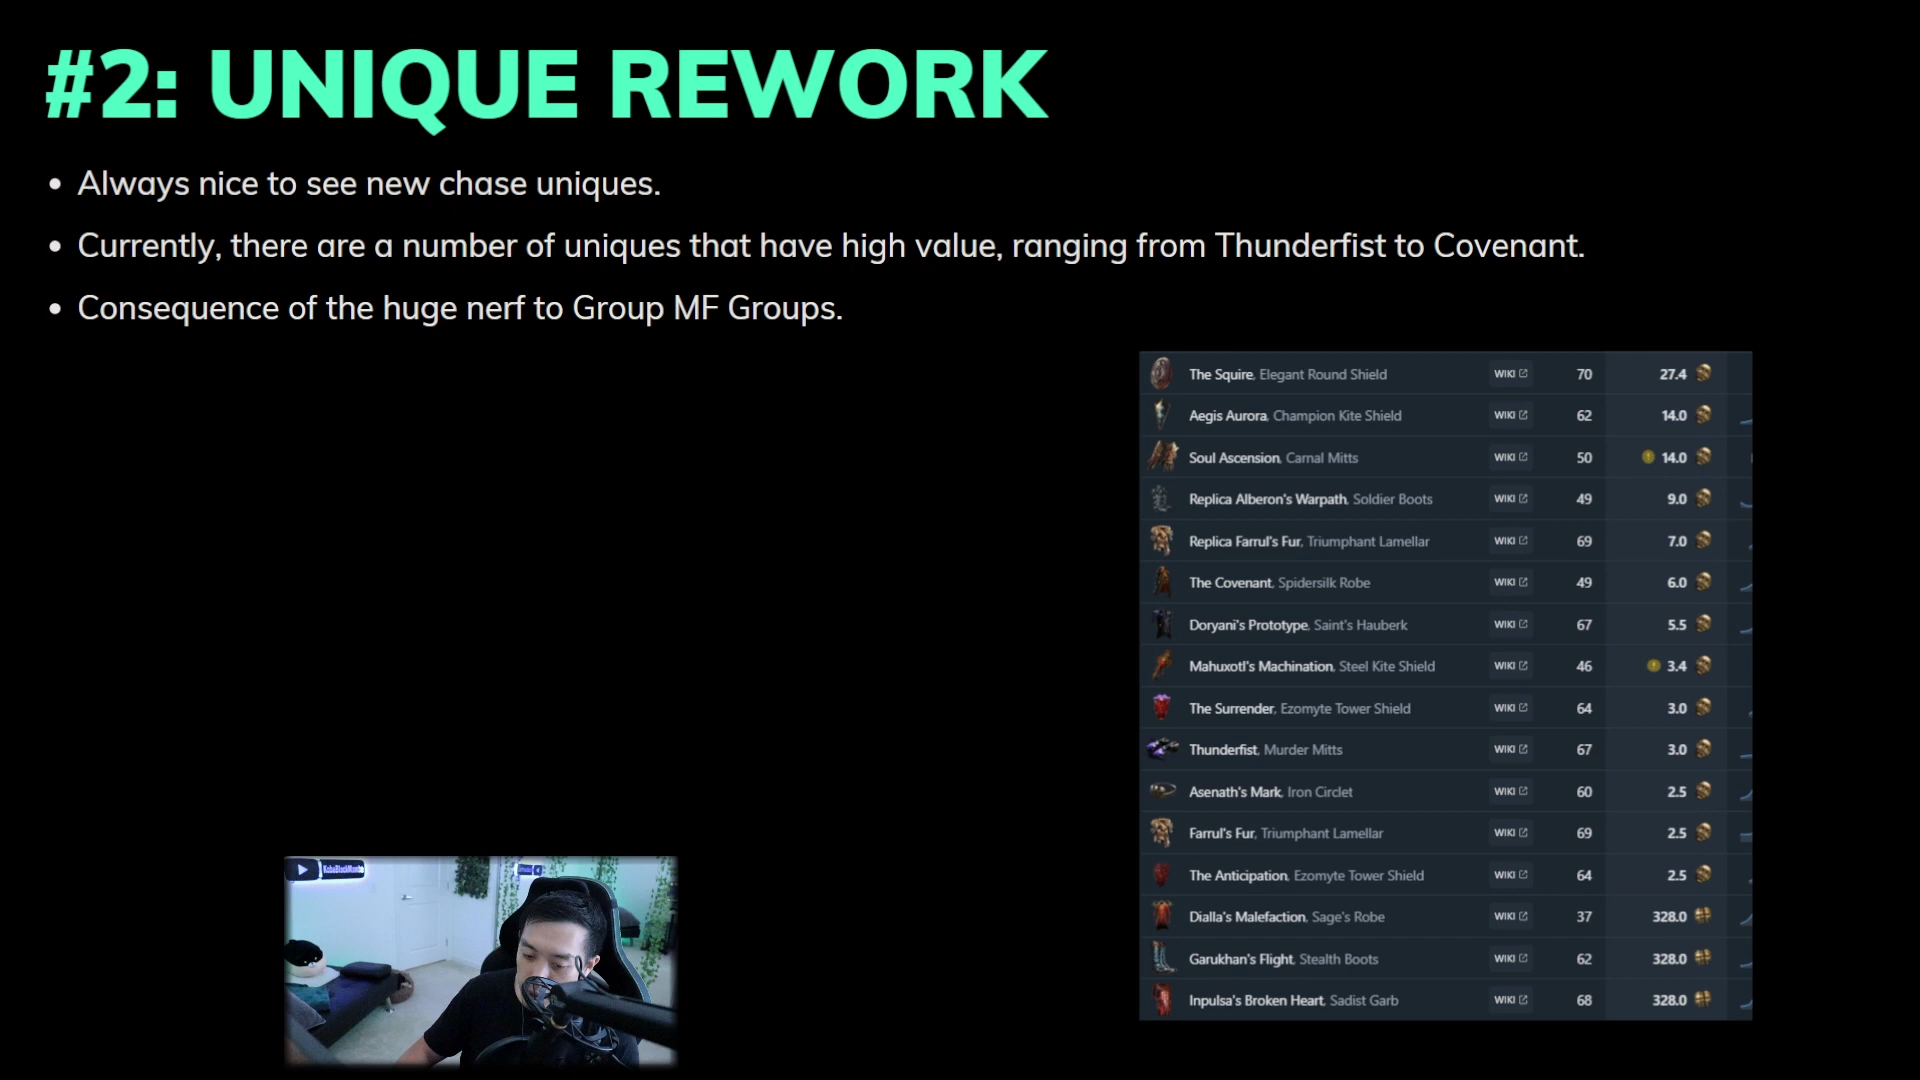 #2: UNIQUE REWORK
• Always nice to see new chase uniques.
• Currently, there are a number of uniques that have high value, ranging from Thunderfist to Covenant.
• Consequence of the huge nerf to Group MF Groups.
The Squire, Elegant Round Shield WIKI 70 27.4
Aegis Aurora, Champion Kite Shield WIKI 62 14.0
Soul Ascension, Carnal Mitts WIKI 50 14.0
Replica Alberon's Warpath, Soldier Boots WIKI 49 9.0
Replica Farrul's Fur, Triumphant Lamellar WIKI 69 7.0
The Covenant, Spidersilk Robe WIKI 49 6.0
Doryani's Prototype, Saint's Hauberk WIKI 67 5.5
Mahuxotl's Machination, Steel Kite Shield WIKI 46 3.4
The Surrender, Ezomyte Tower Shield WIKI 64 3.0
Thunderfist, Murder Mitts WIKI 67 3.0
Asenath's Mark, Iron Circlet WIKI 60 2.5
Farrul's Fur, Triumphant Lamellar WIKI 69 2.5
The Anticipation, Ezomyte Tower Shield WIKI 64 2.5
Dialla's Malefaction, Sage's Robe WIKI 37 328.0
Garukhan's Flight, Stealth Boots WIKI 62 328.0
Inpulsa's Broken Heart, Sadist Garb WIKI 68 328.0